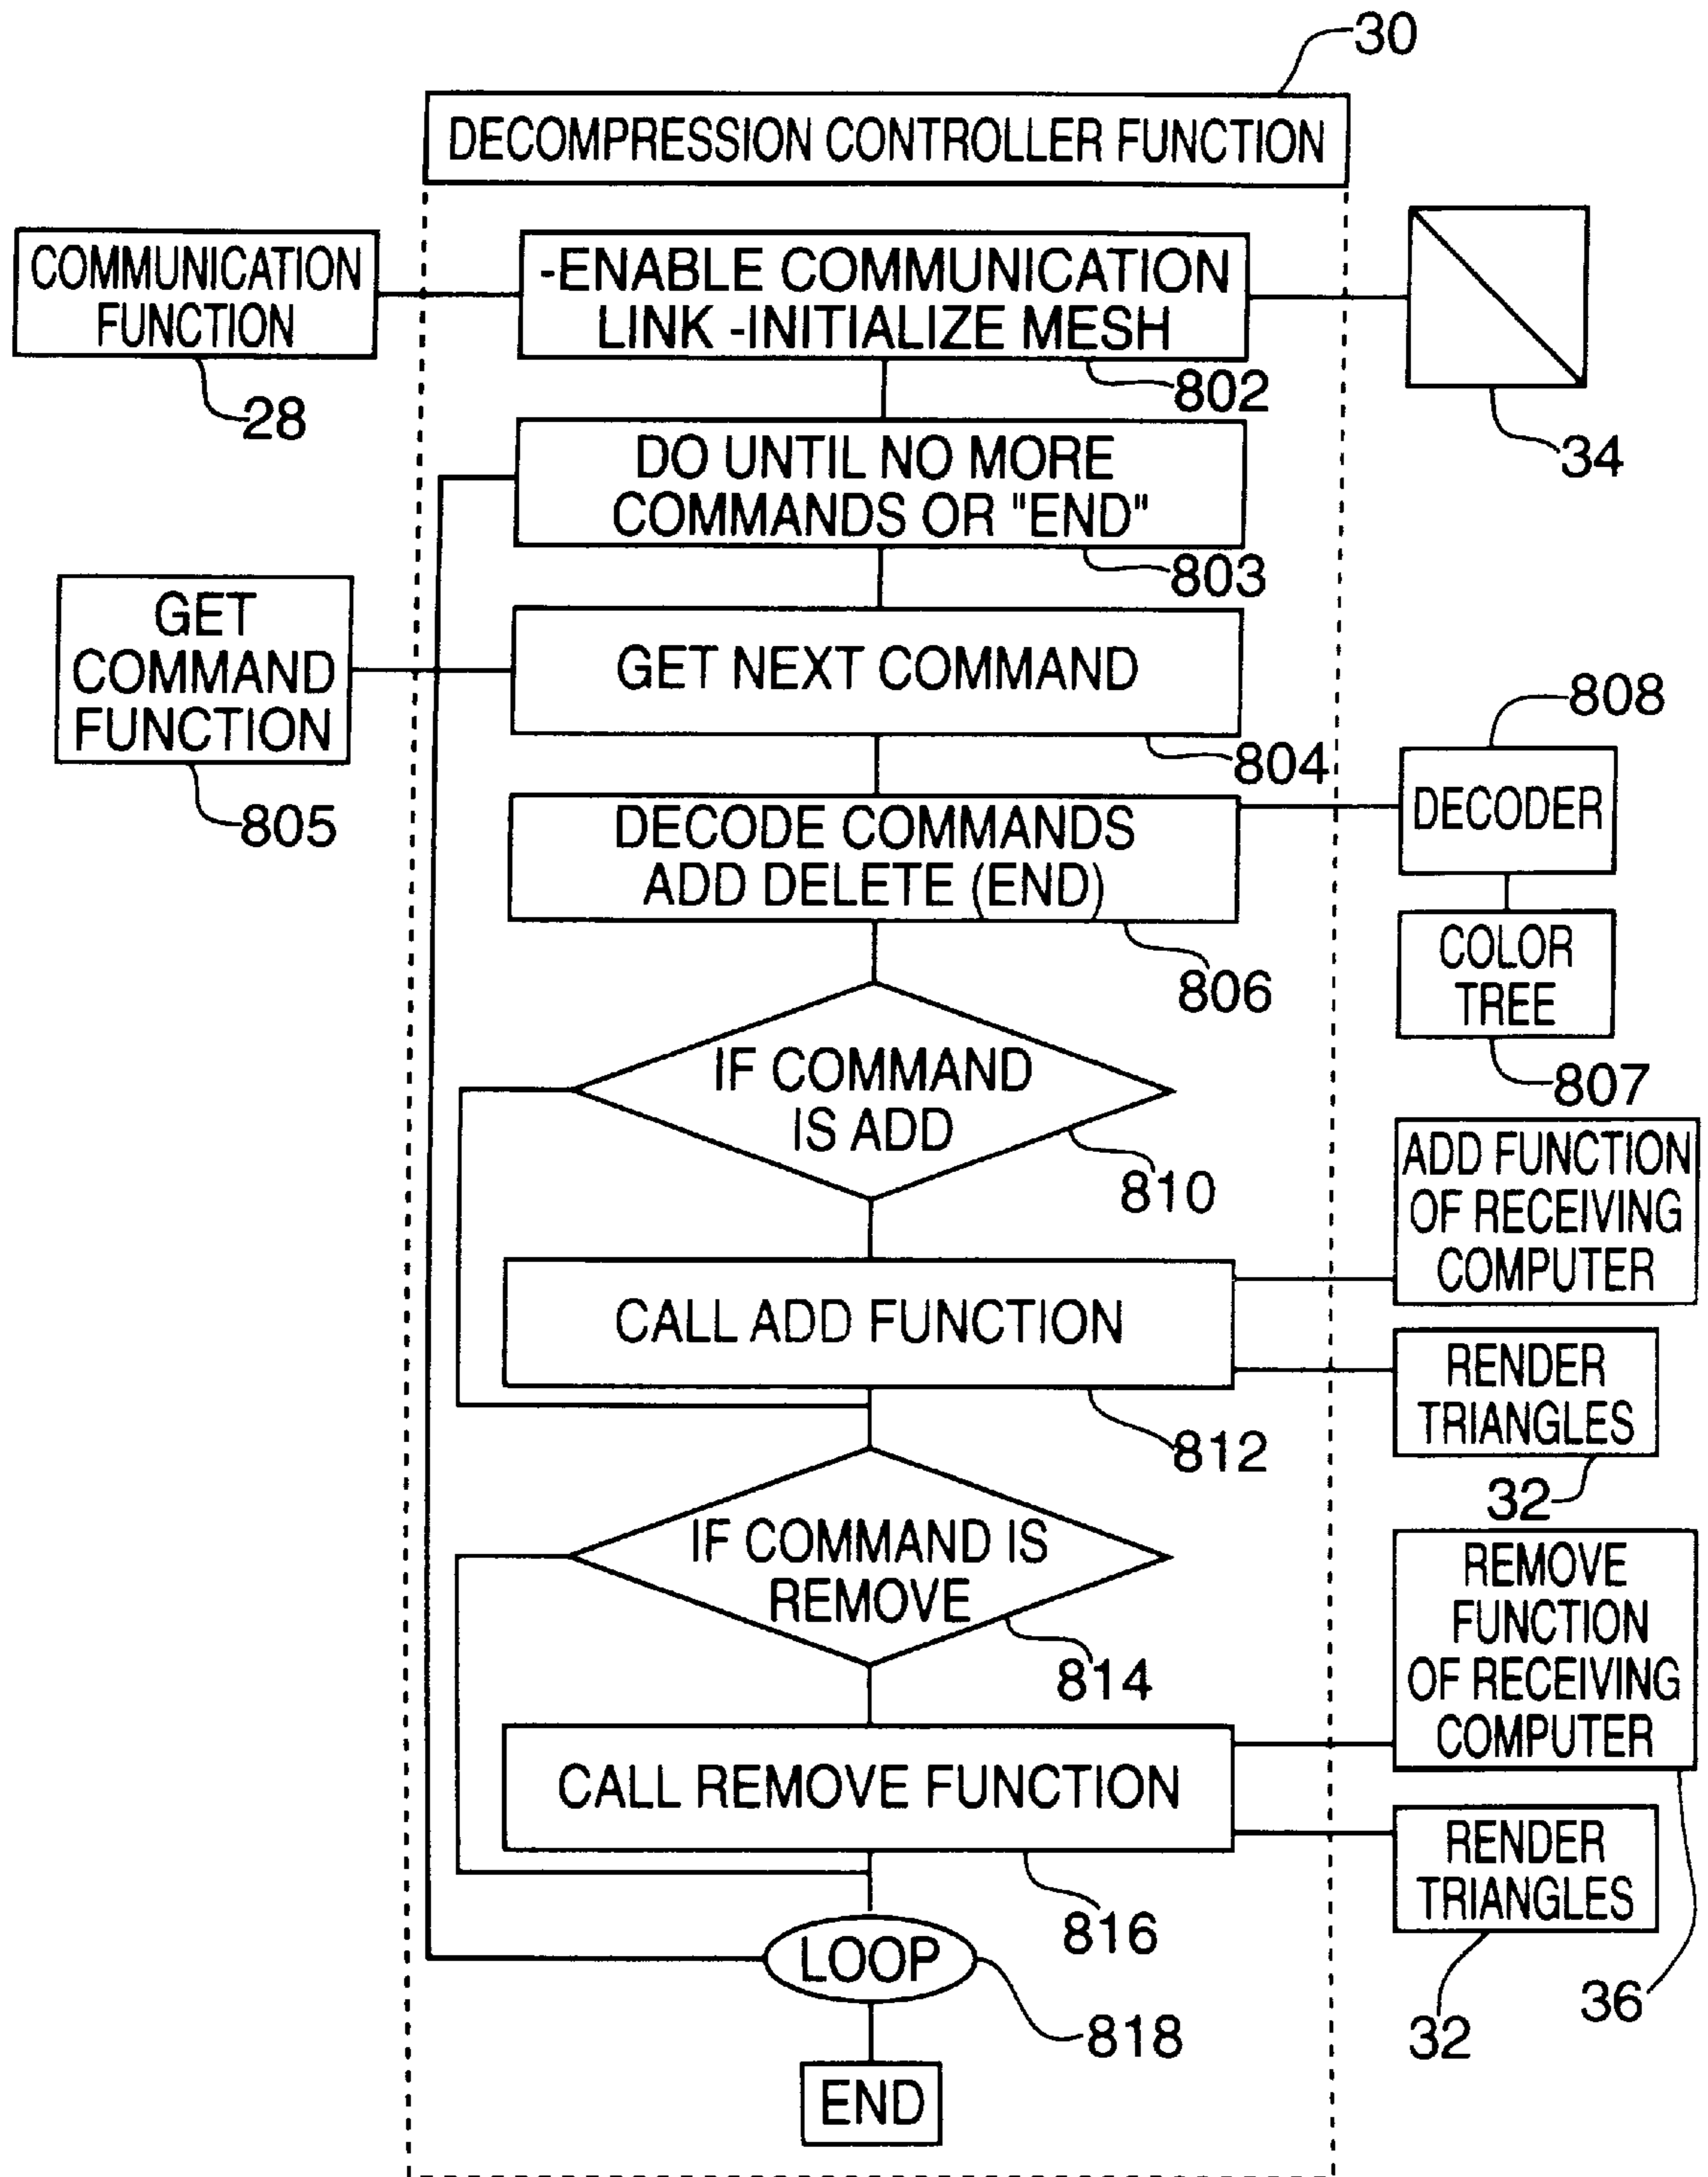 30
DECOMPRESSION CONTROLLER FUNCTION
COMMUNICATION
FUNCTION
28
-ENABLE COMMUNICATION
LINK -INITIALIZE MESH
802
34
DO UNTIL NO MORE
COMMANDS OR "END"
803
GET
COMMAND
FUNCTION
805
GET NEXT COMMAND
804
808
DECODER
DECODE COMMANDS
ADD DELETE (END)
806
COLOR
TREE
807
IF COMMAND
IS ADD
810
ADD FUNCTION
OF RECEIVING
COMPUTER
CALL ADD FUNCTION
812
RENDER
TRIANGLES
32
IF COMMAND IS
REMOVE
814
REMOVE
FUNCTION
OF RECEIVING
COMPUTER
36
CALL REMOVE FUNCTION
816
RENDER
TRIANGLES
32
LOOP
818
END